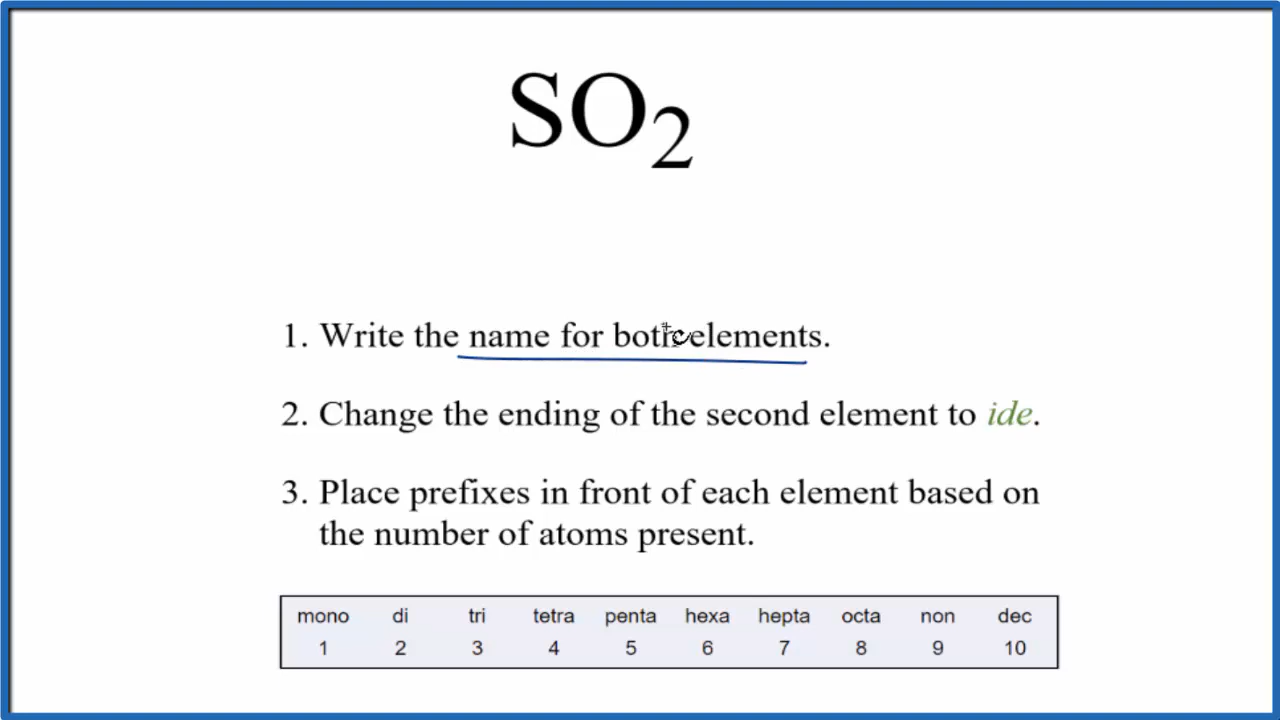 SO₂
1. Write the name for both elements.
2. Change the ending of the second element to ide.
3. Place prefixes in front of each element based on
the number of atoms present.
mono di tri tetra penta hexa hepta octa non dec
1 2 3 4 5 6 7 8 9 10